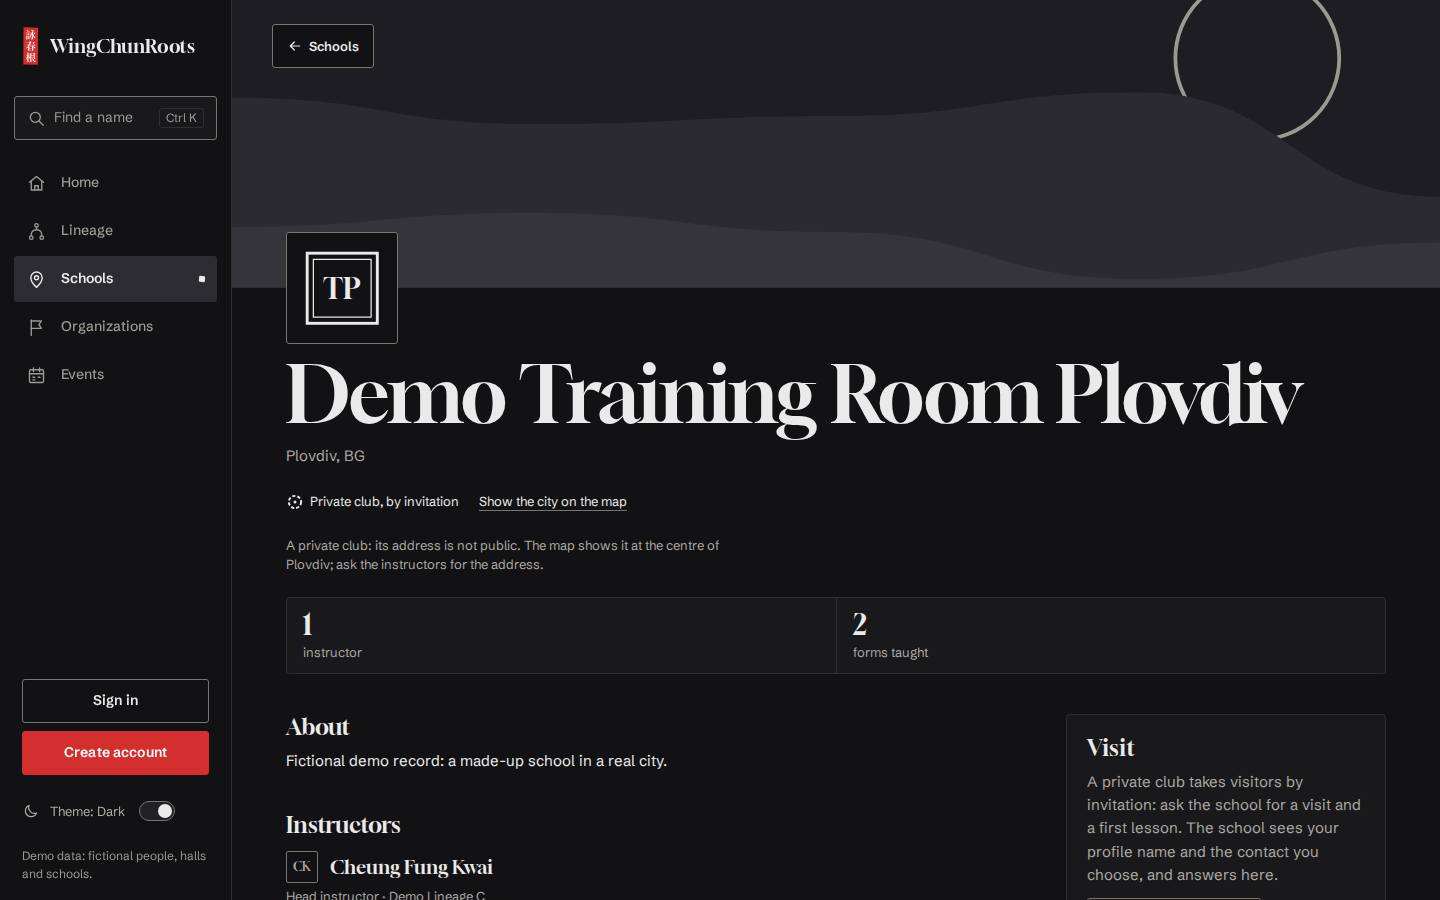 詠春根
WingChunRoots
Find a name
Ctrl K
Home
Lineage
Schools
Organizations
Events
Sign in
Create account
Theme: Dark
Demo data: fictional people, halls
and schools.
Schools
TP
Demo Training Room Plovdiv
Plovdiv, BG
Private club, by invitation
Show the city on the map
A private club: its address is not public. The map shows it at the centre of
Plovdiv; ask the instructors for the address.
1
instructor
2
forms taught
About
Fictional demo record: a made-up school in a real city.
Instructors
CK
Cheung Fung Kwai
Head instructor · Demo Lineage C
Visit
A private club takes visitors by
invitation: ask the school for a visit and
a first lesson. The school sees your
profile name and the contact you
choose, and answers here.